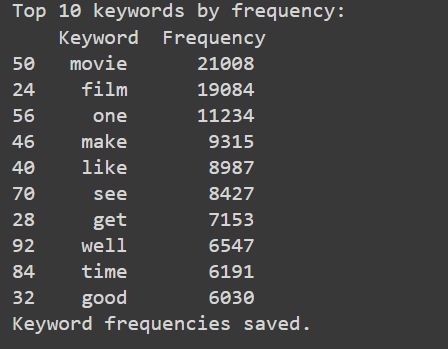 Top 10 keywords by frequency:
Keyword Frequency
50 movie 21008
24 film 19084
56 one 11234
46 make 9315
40 like 8987
70 see 8427
28 get 7153
92 well 6547
84 time 6191
32 good 6030
Keyword frequencies saved.